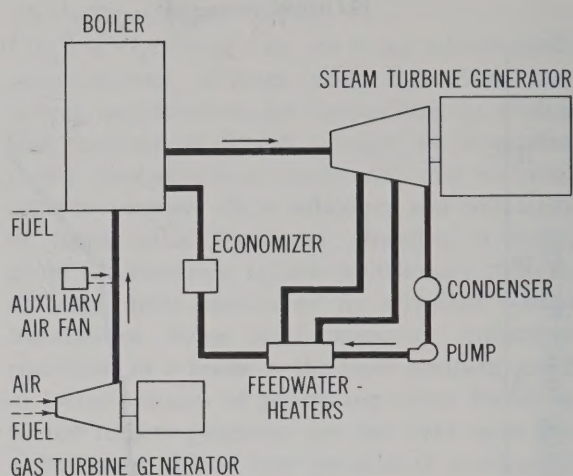 BOILER
STEAM TURBINE GENERATOR
FUEL
ECONOMIZER
AUXILIARY
AIR FAN
CONDENSER
PUMP
FEEDWATER -
HEATERS
AIR
FUEL
GAS TURBINE GENERATOR